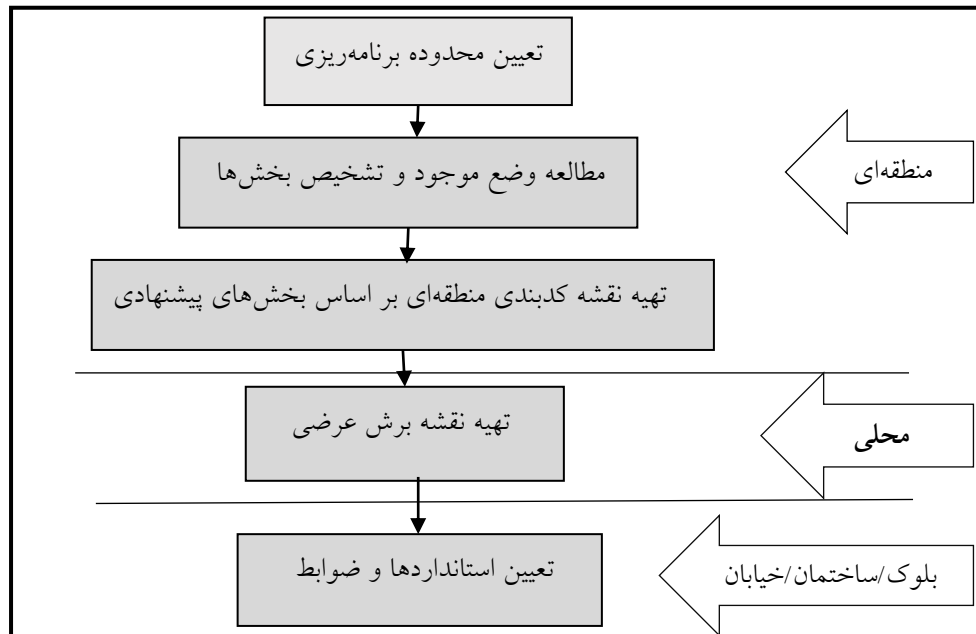 تعیین محدوده برنامه‌ریزی
مطالعه وضع موجود و تشخیص بخش‌ها
منطقه‌ای
تهیه نقشه کدبندی منطقه‌ای بر اساس بخش‌های پیشنهادی
تهیه نقشه برش عرضی
محلی
تعیین استانداردها و ضوابط
بلوک/ساختمان/خیابان